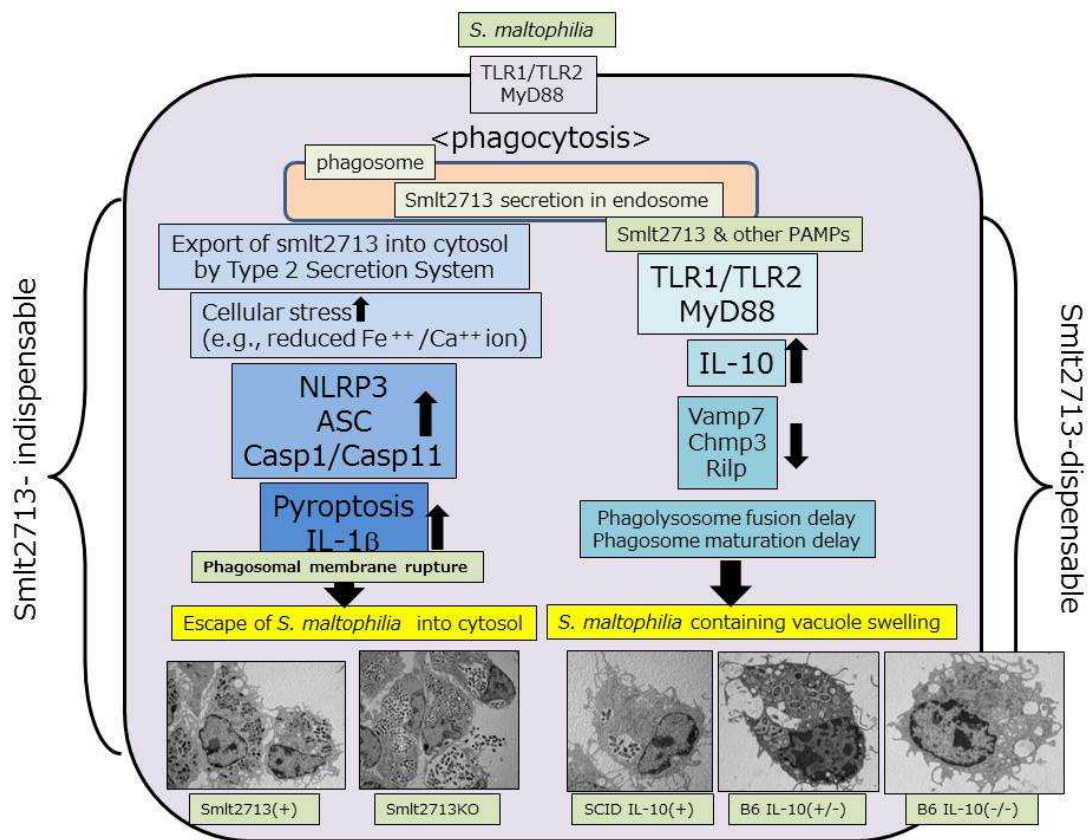 S. maltophilia
TLR1/TLR2
MyD88
<phagocytosis>
phagosome
Smlt2713 secretion in endosome
Smlt2713- indispensable
Export of smlt2713 into cytosol
by Type 2 Secretion System
Cellular stress
(e.g., reduced Fe⁺⁺/Ca⁺⁺ion)
NLRP3
ASC
Casp1/Casp11
Pyroptosis
IL-1β
Phagosomal membrane rupture
Escape of S. maltophilia into cytosol
Smlt2713(+)
Smlt2713KO
Smlt2713 & other PAMPs
TLR1/TLR2
MyD88
IL-10
Vamp7
Chmp3
Rilp
Phagolysosome fusion delay
Phagosome maturation delay
S. maltophilia containing vacuole swelling
SCID IL-10(+)
B6 IL-10(+/-)
B6 IL-10(-/-)
Smlt2713-dispensable